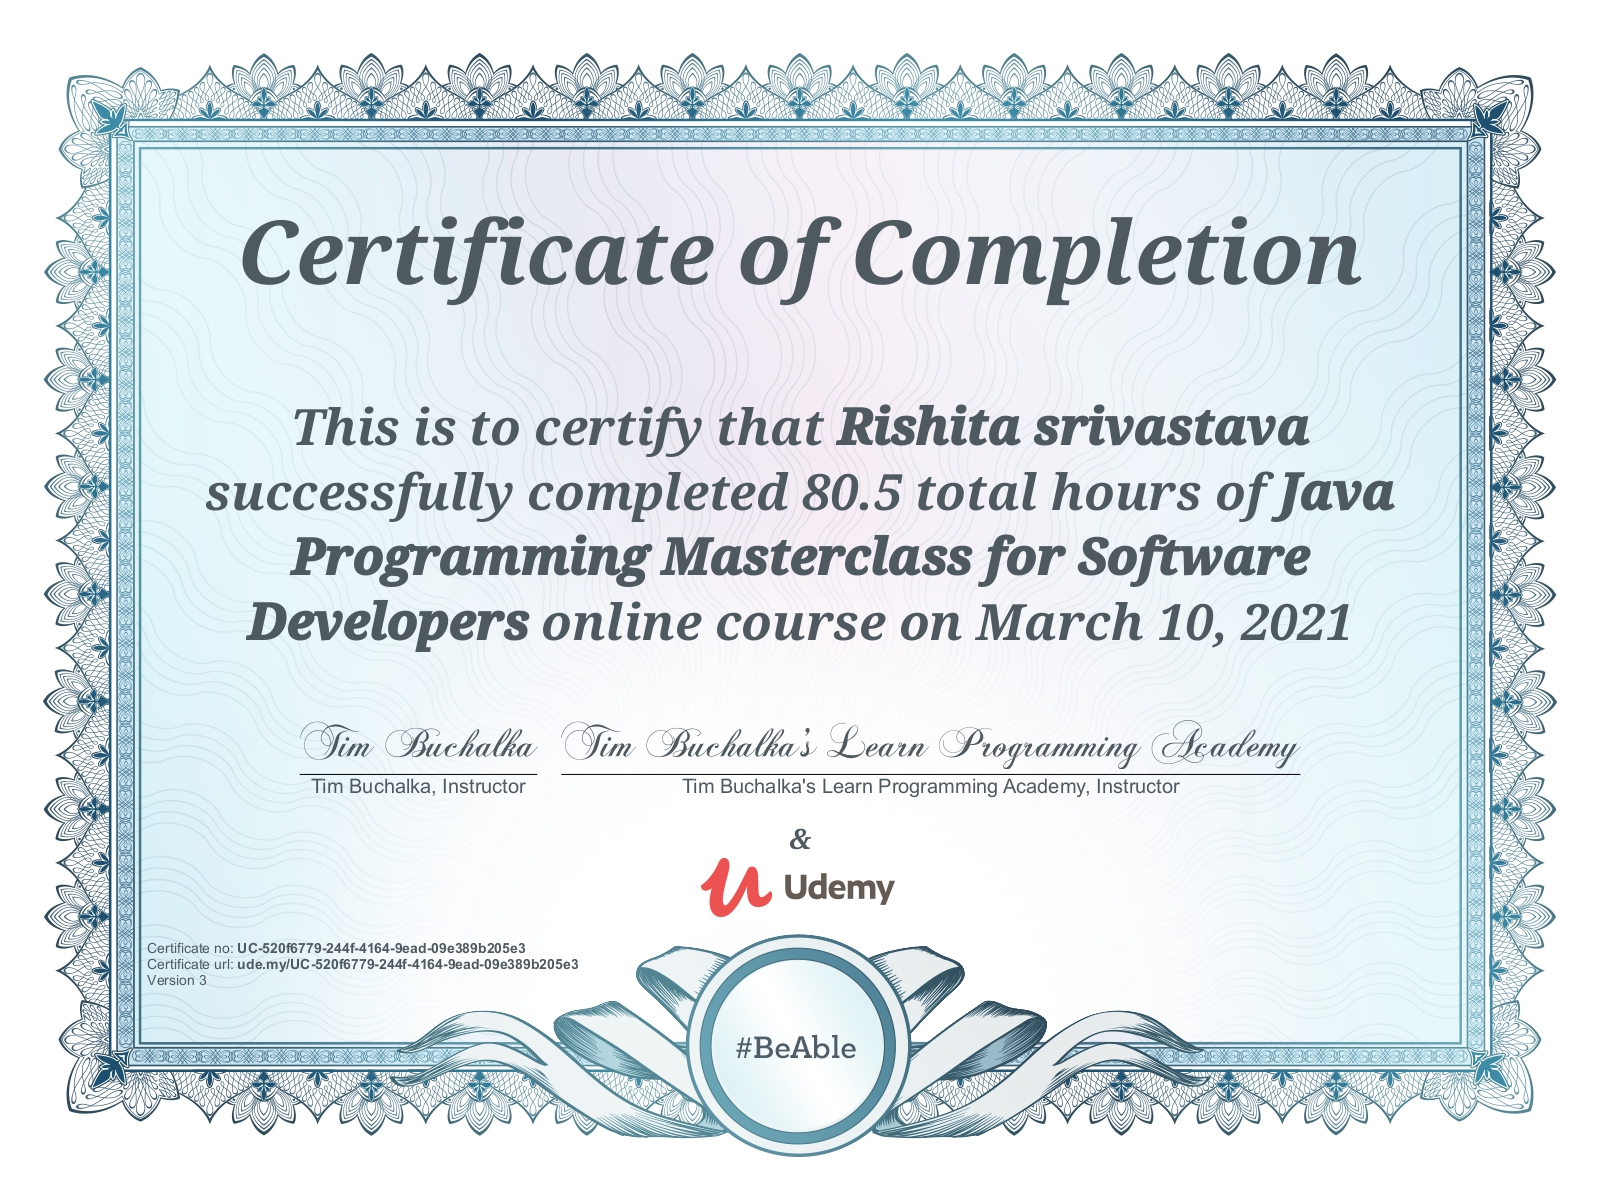 Certificate of Completion
This is to certify that Rishita srivastava
successfully completed 80.5 total hours of Java
Programming Masterclass for Software
Developers online course on March 10, 2021
Tim Buchalka Tim Buchalka's Learn Programming Academy
Tim Buchalka, Instructor Tim Buchalka's Learn Programming Academy, Instructor
&
Udemy
Certificate no: UC-520f6779-244f-4164-9ead-09e389b205e3
Certificate url: ude.my/UC-520f6779-244f-4164-9ead-09e389b205e3
Version 3
#BeAble